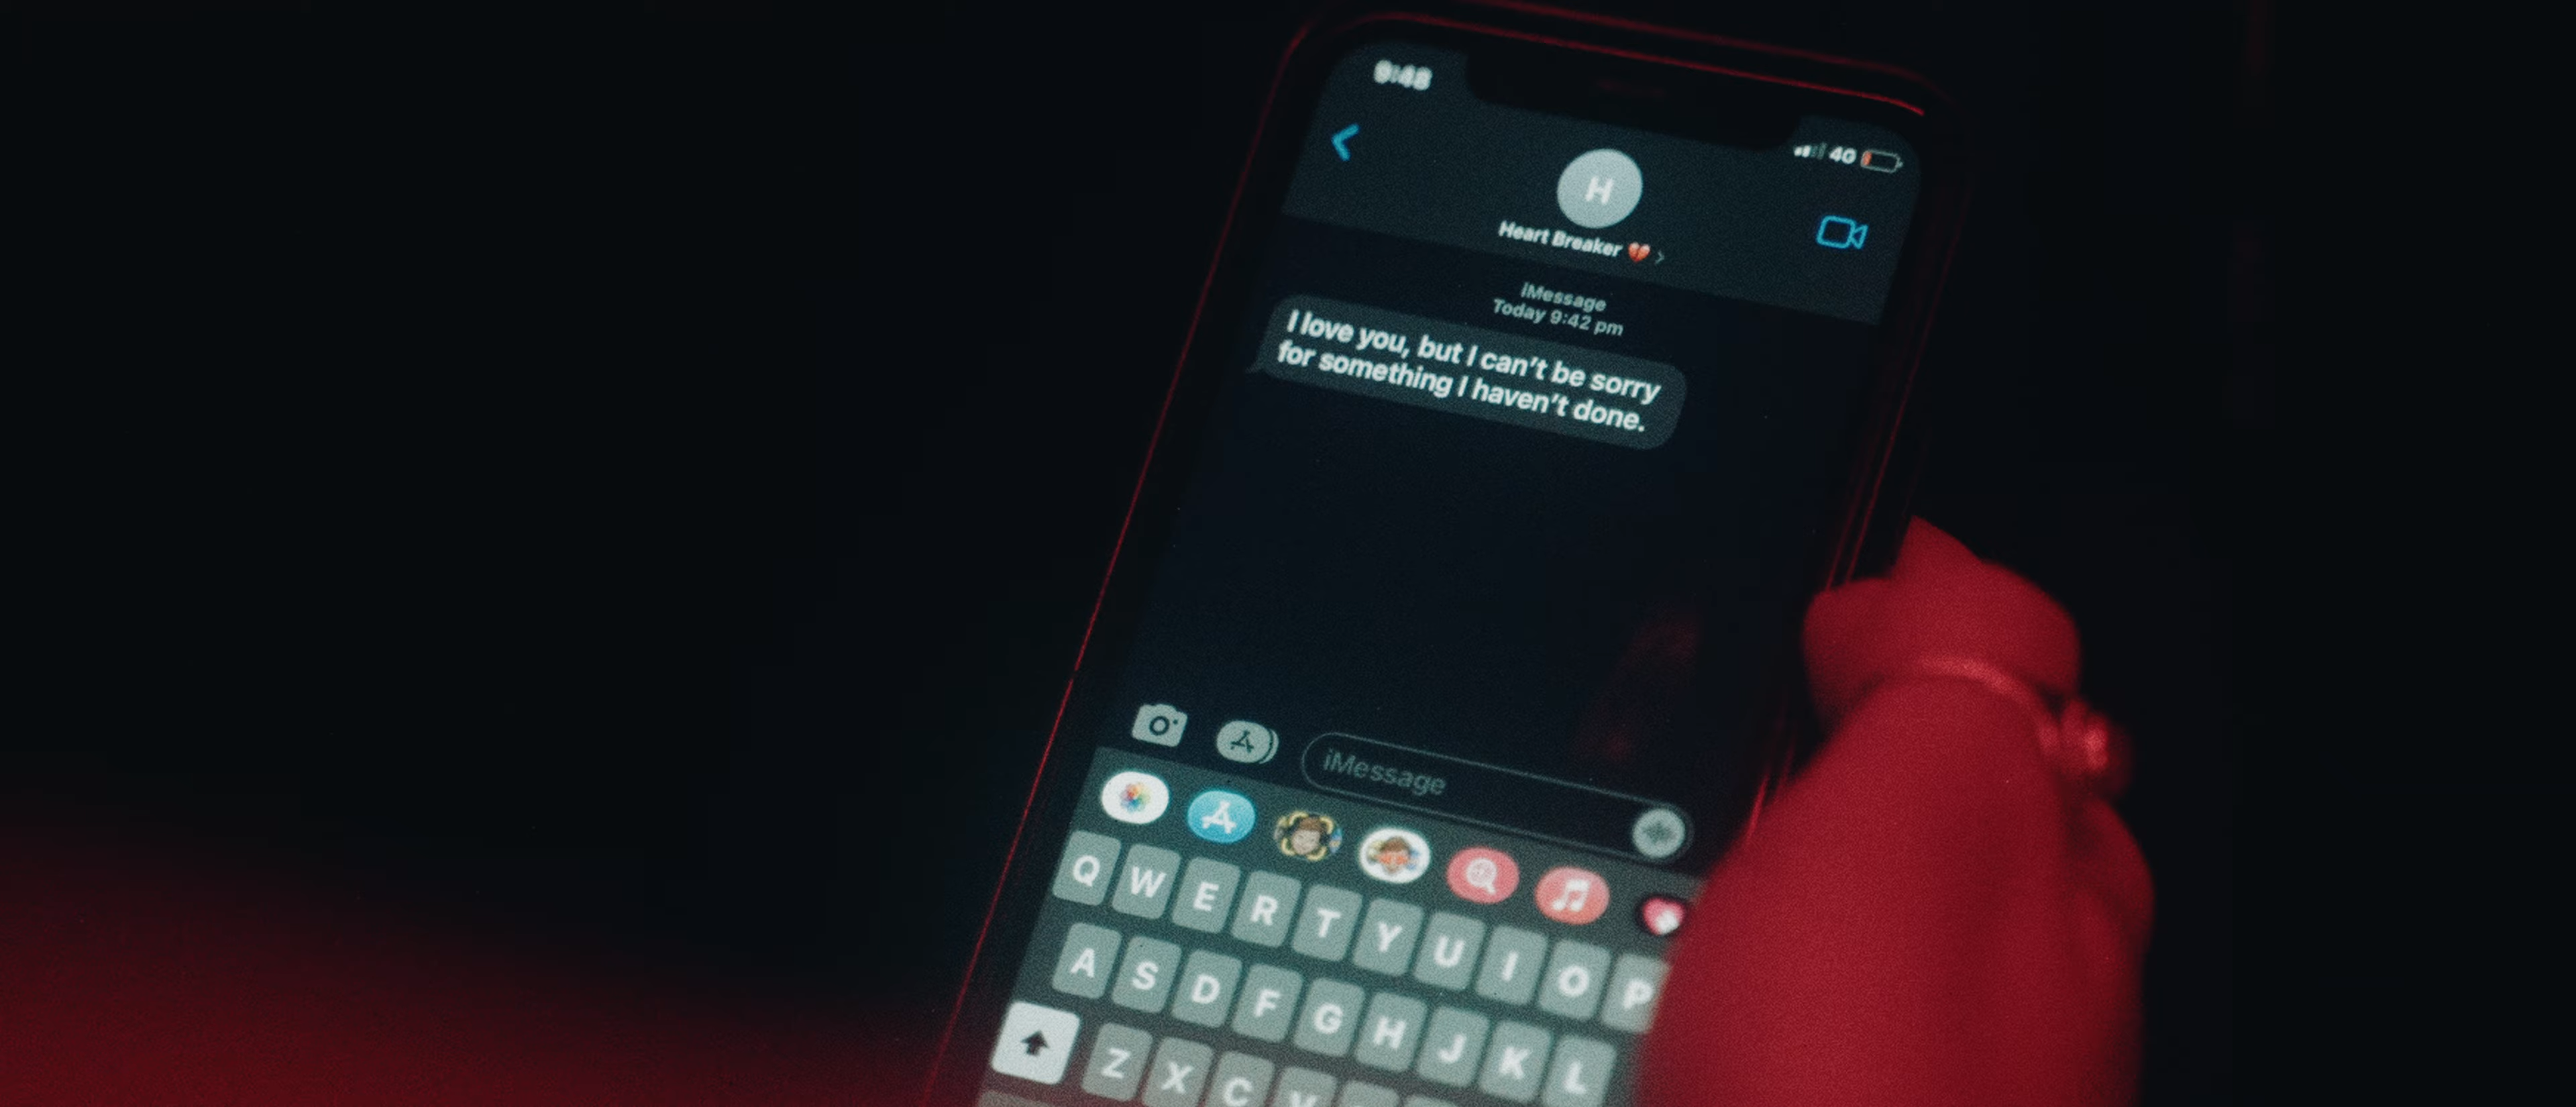 9:48
4G
H
Heart Breaker 💔 >
iMessage
Today 9:42 pm
I love you, but I can't be sorry
for something I haven't done.
iMessage
Q W E R T Y U I O P
A S D F G H J K L
Z X C V